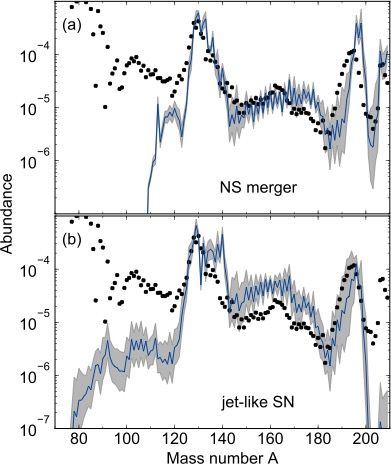 (a)
10⁻⁴
10⁻⁵
10⁻⁶
NS merger
Abundance
(b)
10⁻⁴
10⁻⁵
10⁻⁶
10⁻⁷
jet-like SN
80 100 120 140 160 180 200
Mass number A